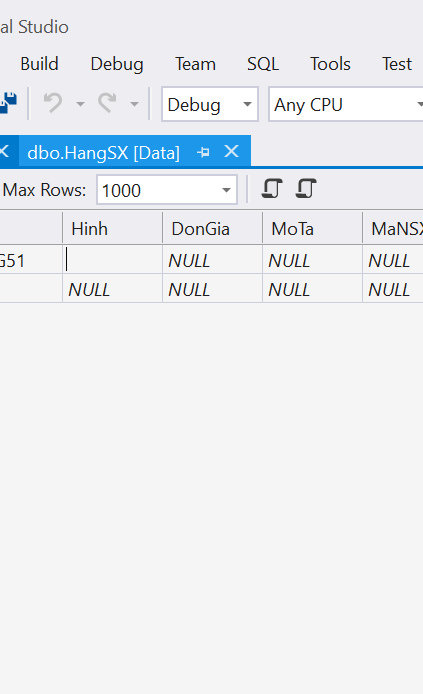 al Studio
Build Debug Team SQL Tools Test
Debug Any CPU
dbo.HangSX [Data]
Max Rows: 1000
Hinh DonGia MoTa MaNSX
G51 NULL NULL NULL
NULL NULL NULL NULL